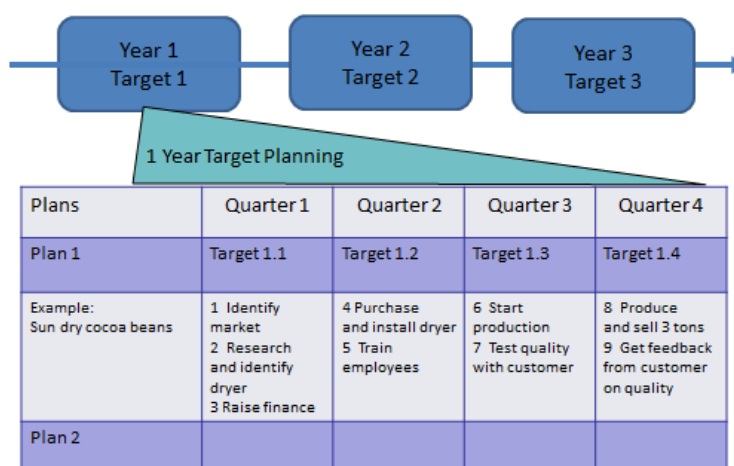 Year 1
Target 1
Year 2
Target 2
Year 3
Target 3
1 Year Target Planning
Plans
Quarter 1
Quarter 2
Quarter 3
Quarter 4
Plan 1
Target 1.1
Target 1.2
Target 1.3
Target 1.4
Example:
Sun dry cocoa beans
1 Identify
market
2 Research
and identify
dryer
3 Raise finance
4 Purchase
and install dryer
5 Train
employees
6 Start
production
7 Test quality
with customer
8 Produce
and sell 3 tons
9 Get feedback
from customer
on quality
Plan 2